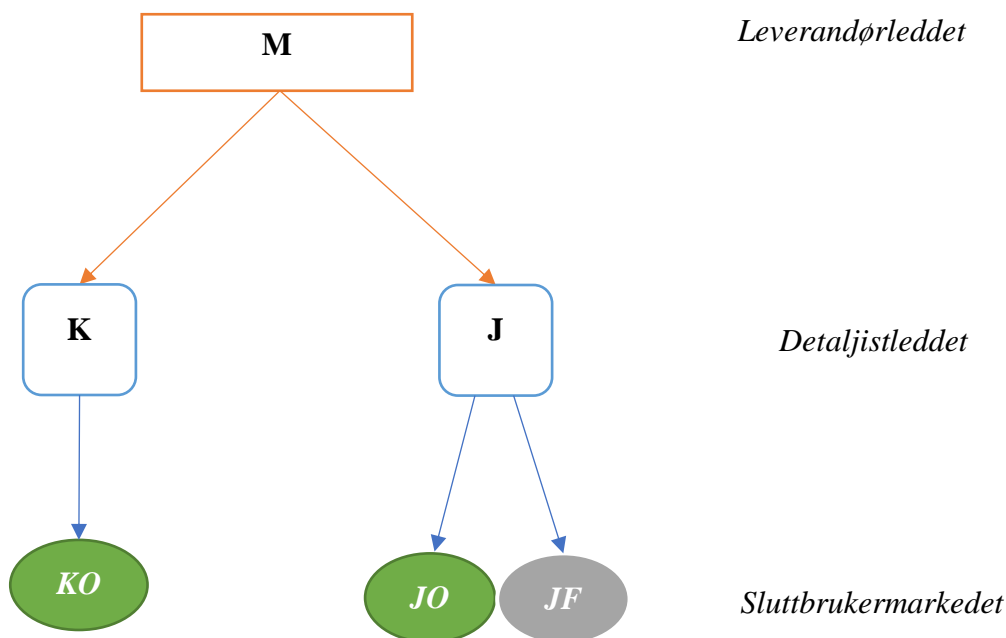 M
Leverandørleddet
K
J
Detaljistleddet
KO
JO
JF
Sluttbrukermarkedet